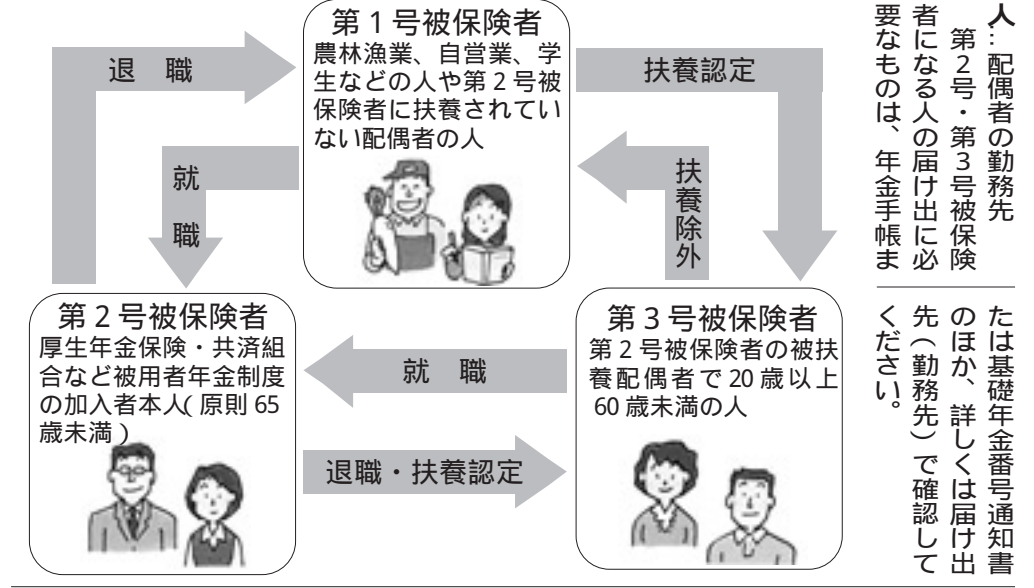 人…配偶者の勤務先
　第２号・第３号被保険
者になる人の届け出に必
要なものは、年金手帳ま
たは基礎年金番号通知書
のほか、詳しくは届け出
先（勤務先）で確認して
ください。
第１号被保険者
農林漁業、自営業、学
生などの人や第２号被
保険者に扶養されてい
ない配偶者の人
退　職
就
職
扶養認定
扶養除外
第２号被保険者
厚生年金保険・共済組
合など被用者年金制度
の加入者本人(原則65
歳未満)
就　職
退職・扶養認定
第３号被保険者
第２号被保険者の被扶
養配偶者で20歳以上
60歳未満の人